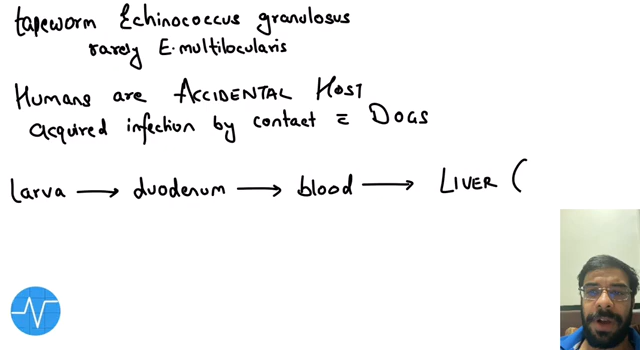 tapeworm Echinococcus granulosus
rarely E. multilocularis
Humans are ACCIDENTAL HOST
acquired infection by contact c̄ DOGS
larva → duodenum → blood → LIVER (